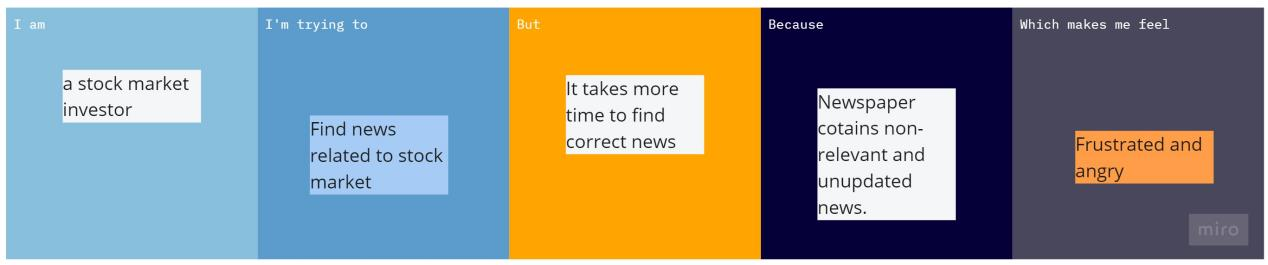 I am
a stock market
investor
I'm trying to
Find news
related to stock
market
But
It takes more
time to find
correct news
Because
Newspaper
cotains non-
relevant and
unupdated
news.
Which makes me feel
Frustrated and
angry
miro